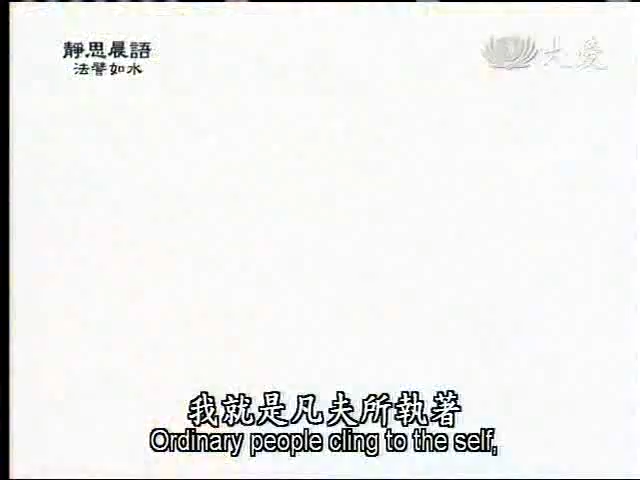 靜思晨語
法譬如水
大愛
我就是凡夫所執著
Ordinary people cling to the self,